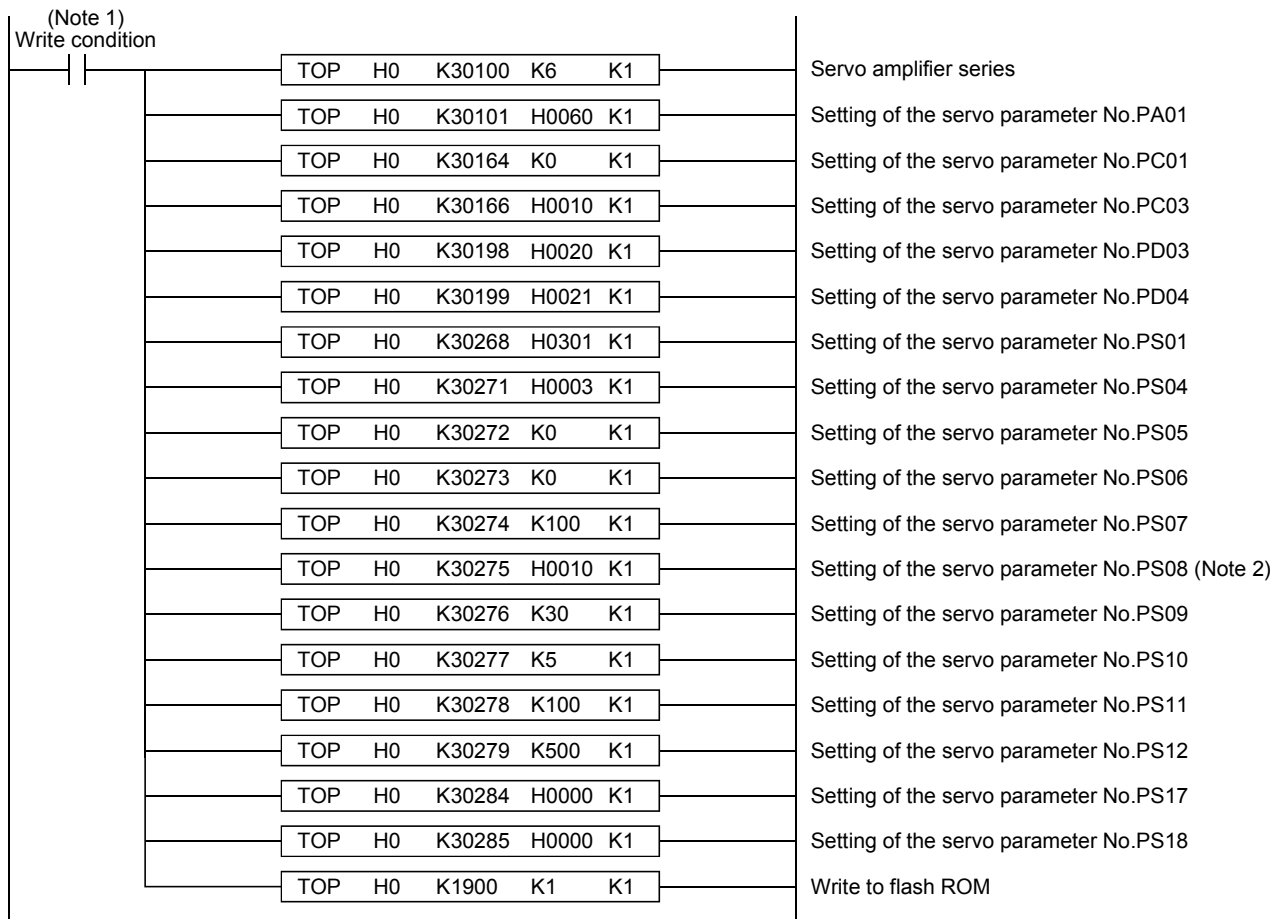 (Note 1)
Write condition
TOP H0 K30100 K6 K1 Servo amplifier series
TOP H0 K30101 H0060 K1 Setting of the servo parameter No.PA01
TOP H0 K30164 K0 K1 Setting of the servo parameter No.PC01
TOP H0 K30166 H0010 K1 Setting of the servo parameter No.PC03
TOP H0 K30198 H0020 K1 Setting of the servo parameter No.PD03
TOP H0 K30199 H0021 K1 Setting of the servo parameter No.PD04
TOP H0 K30268 H0301 K1 Setting of the servo parameter No.PS01
TOP H0 K30271 H0003 K1 Setting of the servo parameter No.PS04
TOP H0 K30272 K0 K1 Setting of the servo parameter No.PS05
TOP H0 K30273 K0 K1 Setting of the servo parameter No.PS06
TOP H0 K30274 K100 K1 Setting of the servo parameter No.PS07
TOP H0 K30275 H0010 K1 Setting of the servo parameter No.PS08 (Note 2)
TOP H0 K30276 K30 K1 Setting of the servo parameter No.PS09
TOP H0 K30277 K5 K1 Setting of the servo parameter No.PS10
TOP H0 K30278 K100 K1 Setting of the servo parameter No.PS11
TOP H0 K30279 K500 K1 Setting of the servo parameter No.PS12
TOP H0 K30284 H0000 K1 Setting of the servo parameter No.PS17
TOP H0 K30285 H0000 K1 Setting of the servo parameter No.PS18
TOP H0 K1900 K1 K1 Write to flash ROM